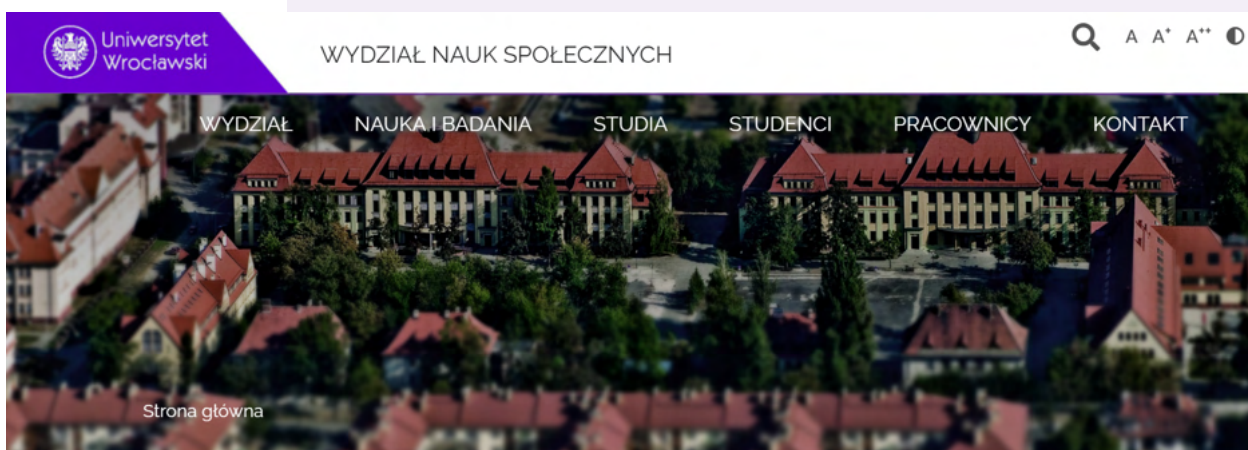 Uniwersytet
Wrocławski
WYDZIAŁ NAUK SPOŁECZNYCH
A A+ A++
WYDZIAŁ NAUKA I BADANIA STUDIA STUDENCI PRACOWNICY KONTAKT
Strona główna